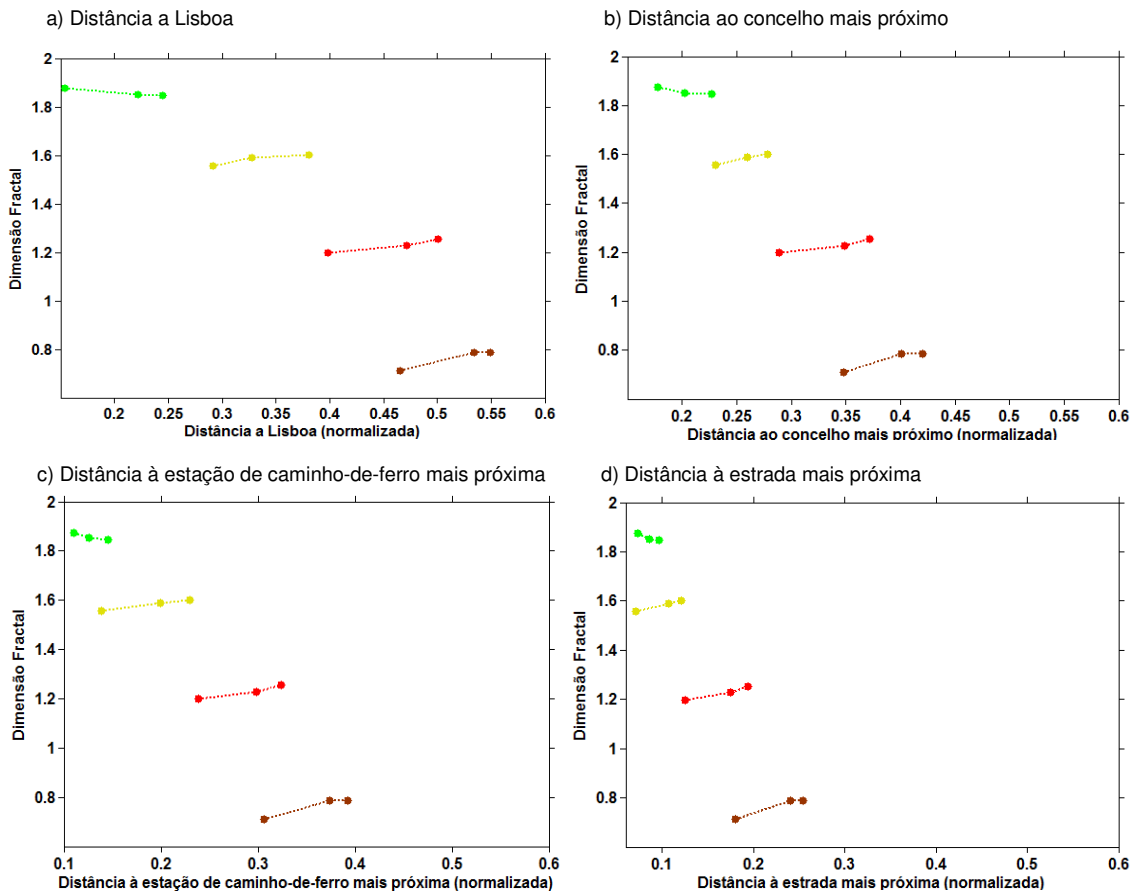 a) Distância a Lisboa
2
1.8
1.6
1.4
1.2
1
0.8
Dimensão Fractal
0.2 0.25 0.3 0.35 0.4 0.45 0.5 0.55 0.6
Distância a Lisboa (normalizada)
b) Distância ao concelho mais próximo
2
1.8
1.6
1.4
1.2
1
0.8
Dimensão Fractal
0.2 0.25 0.3 0.35 0.4 0.45 0.5 0.55 0.6
Distância ao concelho mais próximo (normalizada)
c) Distância à estação de caminho-de-ferro mais próxima
2
1.8
1.6
1.4
1.2
1
0.8
Dimensão Fractal
0.1 0.2 0.3 0.4 0.5 0.6
Distância à estação de caminho-de-ferro mais próxima (normalizada)
d) Distância à estrada mais próxima
2
1.8
1.6
1.4
1.2
1
0.8
Dimensão Fractal
0.1 0.2 0.3 0.4 0.5 0.6
Distância à estrada mais próxima (normalizada)